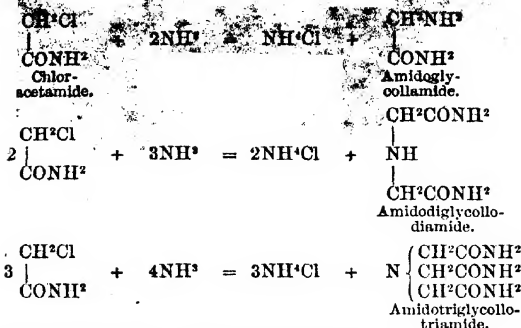 CH²Cl CH²NH²
| + 2NH³ = NH⁴Cl + |
CONH² CONH²
Chlor- Amidogly-
acetamide. collamide.
CH²CONH²
CH²Cl |
2 | + 3NH³ = 2NH⁴Cl + NH
CONH² |
CH²CONH²
Amidodiglycollo-
diamide.
CH²Cl { CH²CONH²
3 | + 4NH³ = 3NH⁴Cl + N { CH²CONH²
CONH² { CH²CONH²
Amidotriglycollo-
triamide.